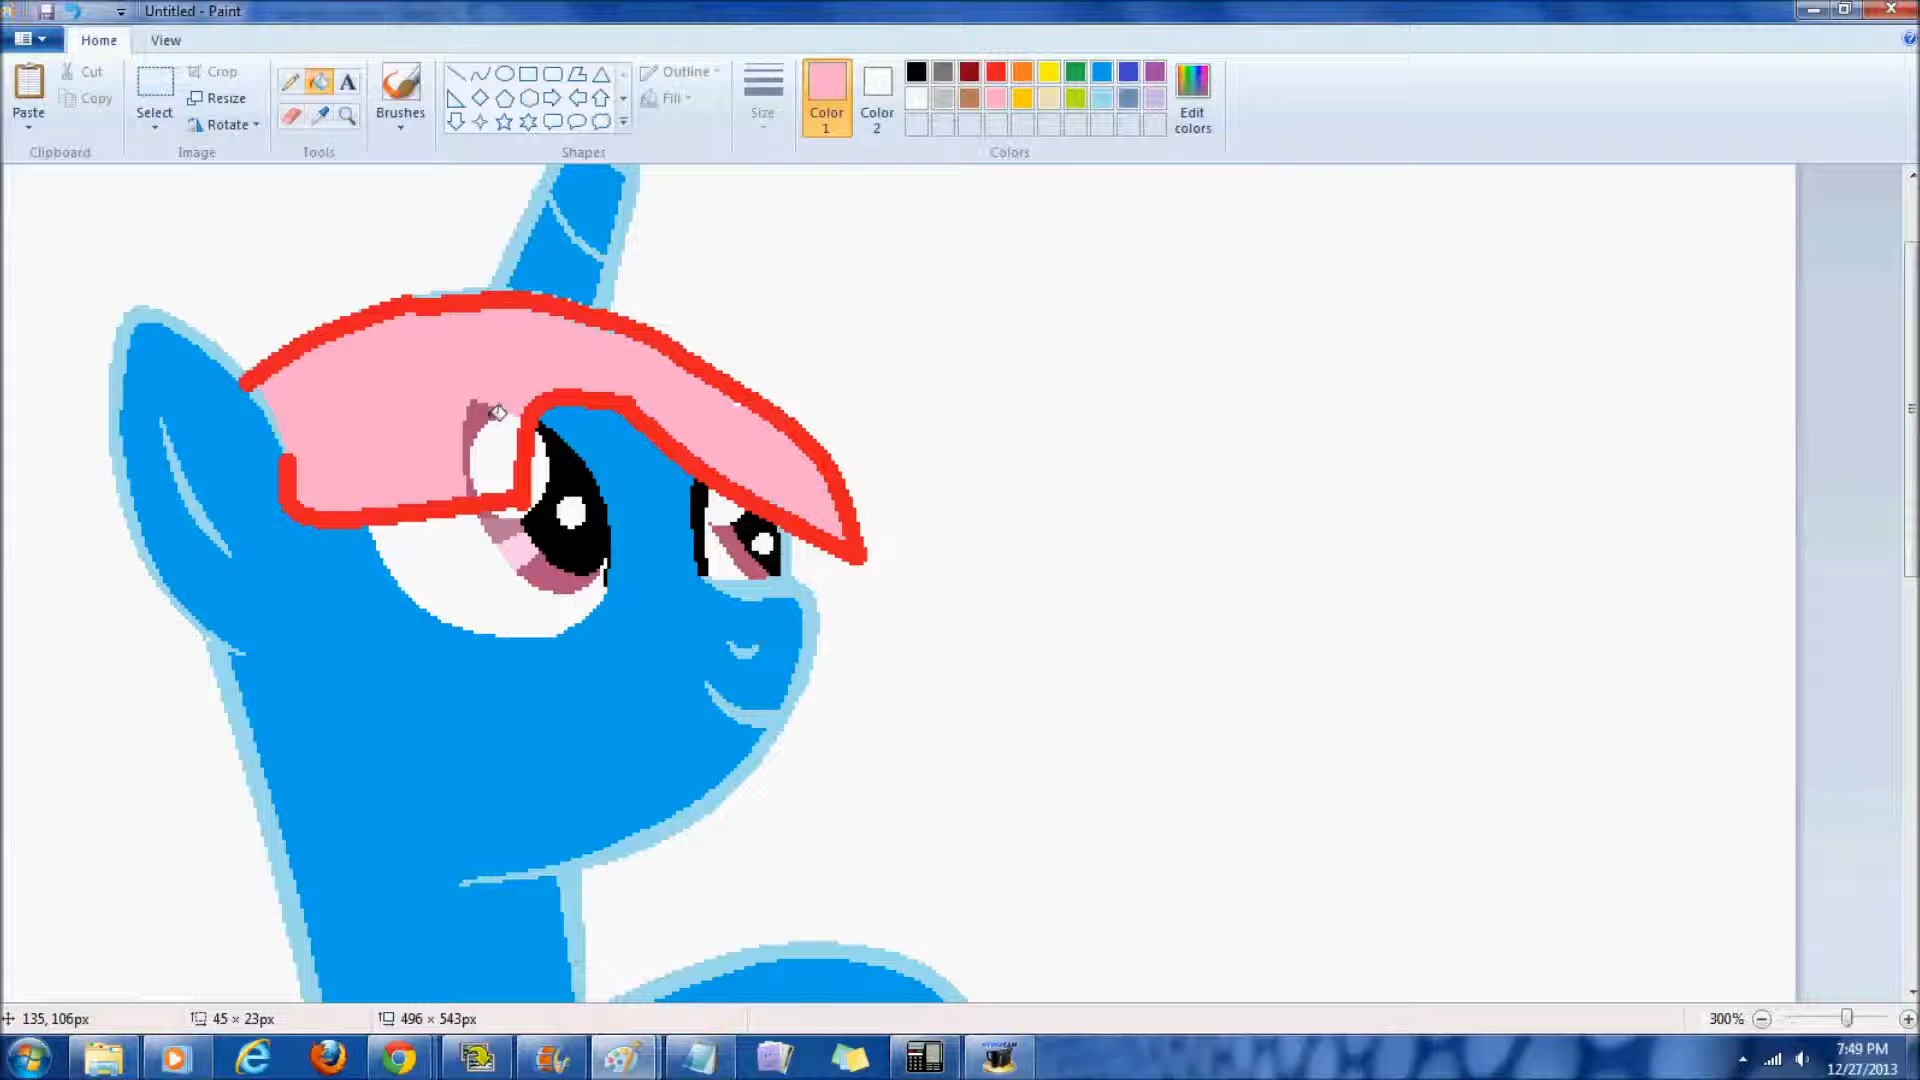 Untitled - Paint
Home View
Paste
Cut
Copy
Clipboard
Select
Crop
Resize
Rotate
Image
A
Tools
Brushes
Outline
Fill
Shapes
Size
Color 1
Color 2
Edit colors
Colors
135, 106px
45 × 23px
496 × 543px
300%
7:49 PM
12/27/2013